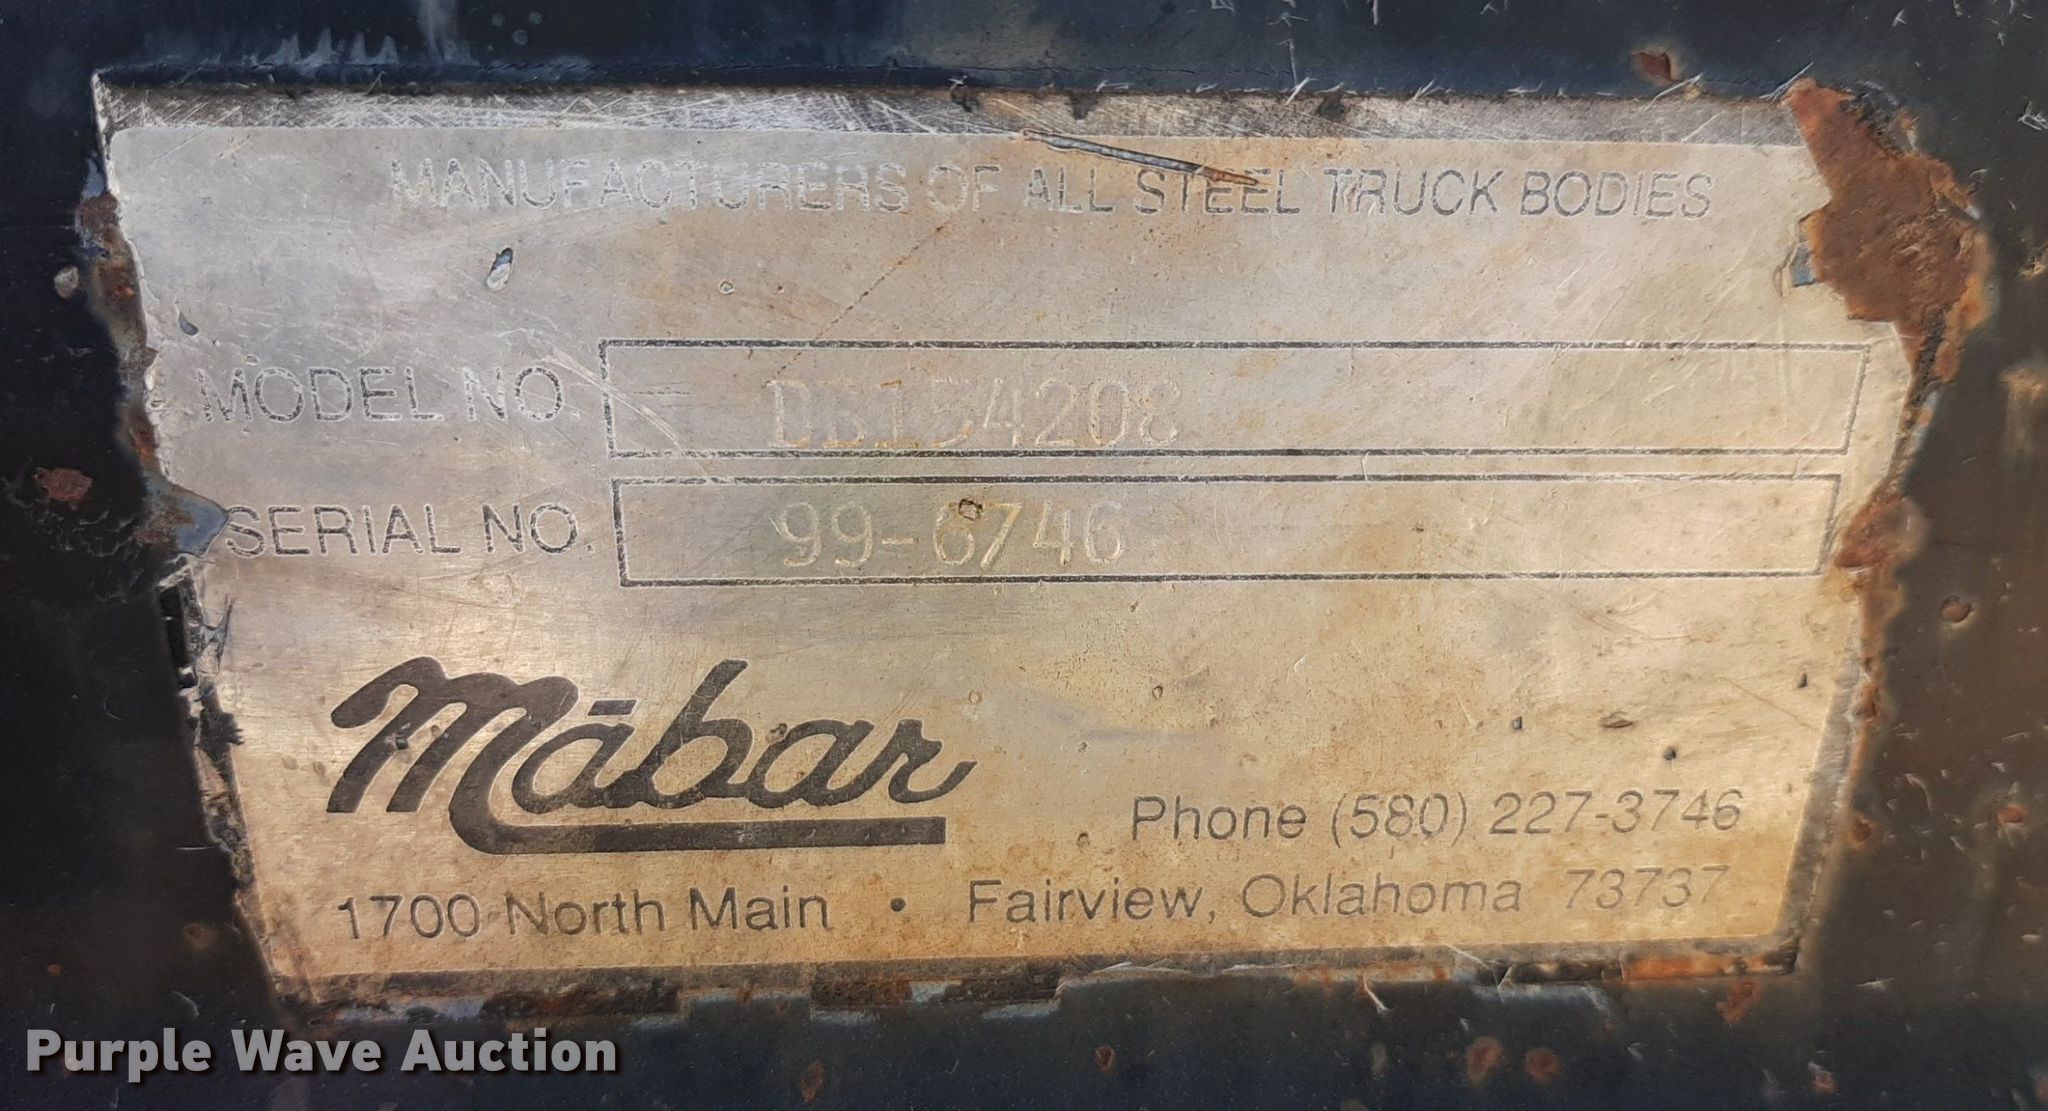 MANUFACTURERS OF ALL STEEL TRUCK BODIES
MODEL NO.
SERIAL NO. 99-6746
Mābar
Phone (580) 227-3746
1700 North Main • Fairview, Oklahoma 73737
Purple Wave Auction